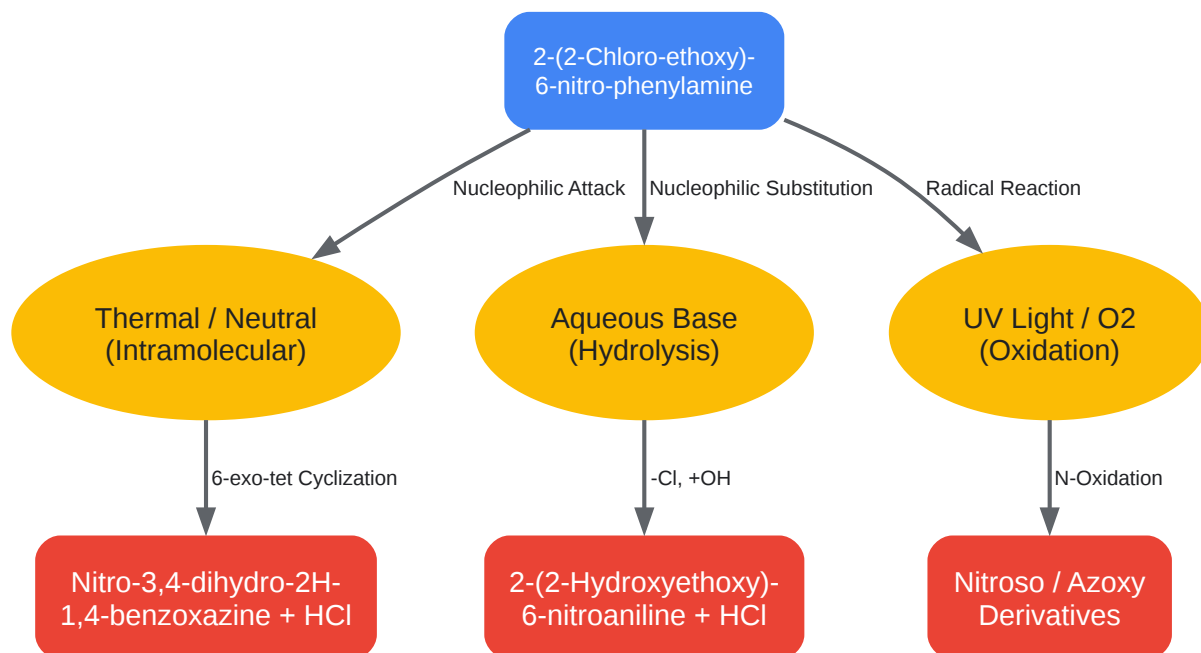 2-(2-Chloro-ethoxy)-
6-nitro-phenylamine
Nucleophilic Attack
Nucleophilic Substitution
Radical Reaction
Thermal / Neutral
(Intramolecular)
Aqueous Base
(Hydrolysis)
UV Light / O2
(Oxidation)
6-exo-tet Cyclization
-Cl, +OH
N-Oxidation
Nitro-3,4-dihydro-2H-
1,4-benzoxazine + HCl
2-(2-Hydroxyethoxy)-
6-nitroaniline + HCl
Nitroso / Azoxy
Derivatives